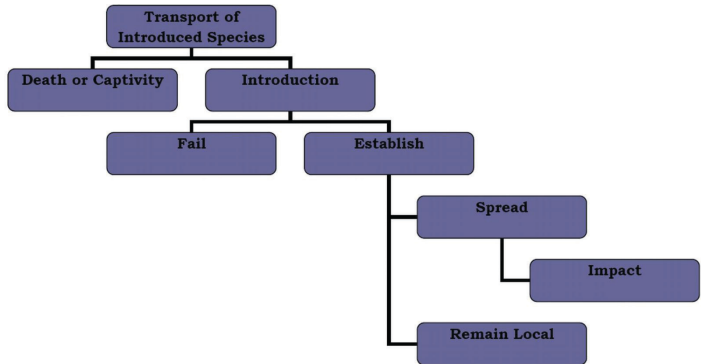 Transport of
Introduced Species
Death or Captivity
Introduction
Fail
Establish
Spread
Impact
Remain Local